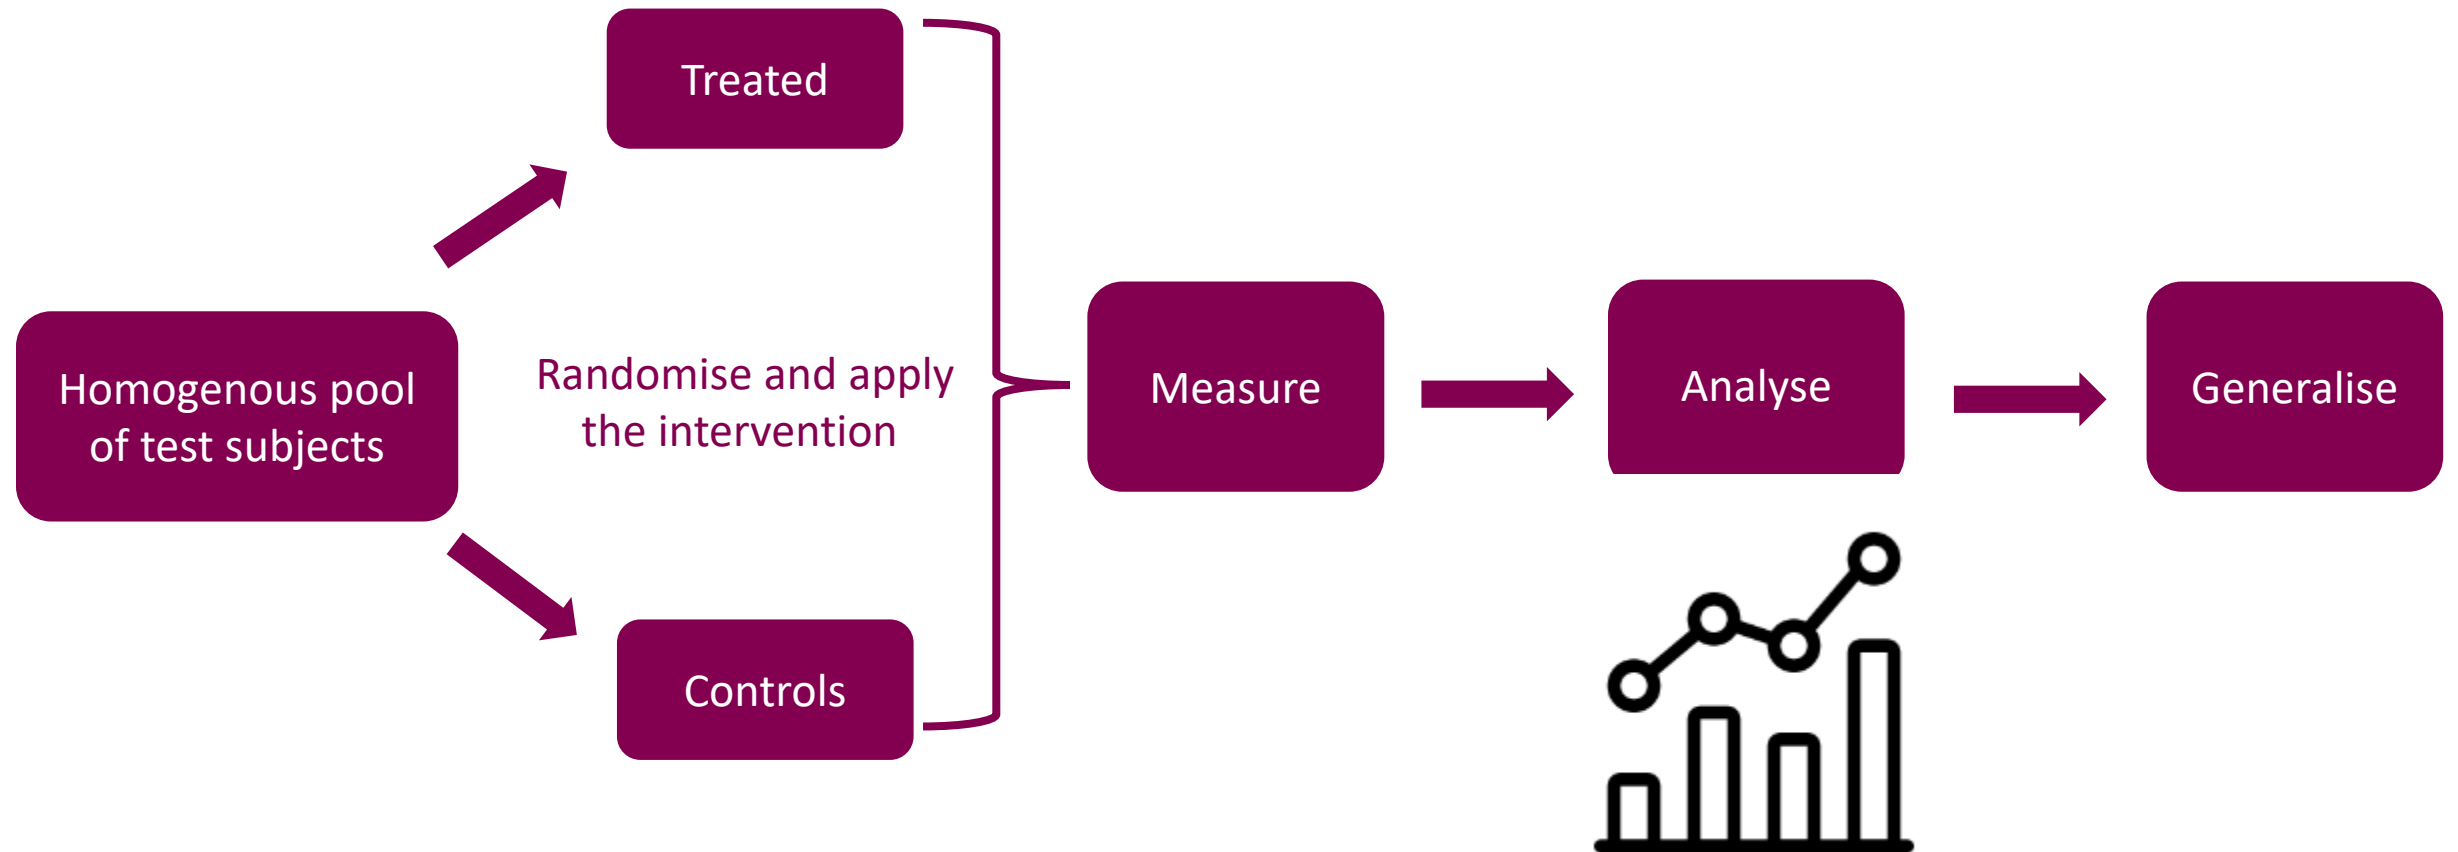 Treated
Homogenous pool
of test subjects
Randomise and apply
the intervention
Controls
Measure
Analyse
Generalise